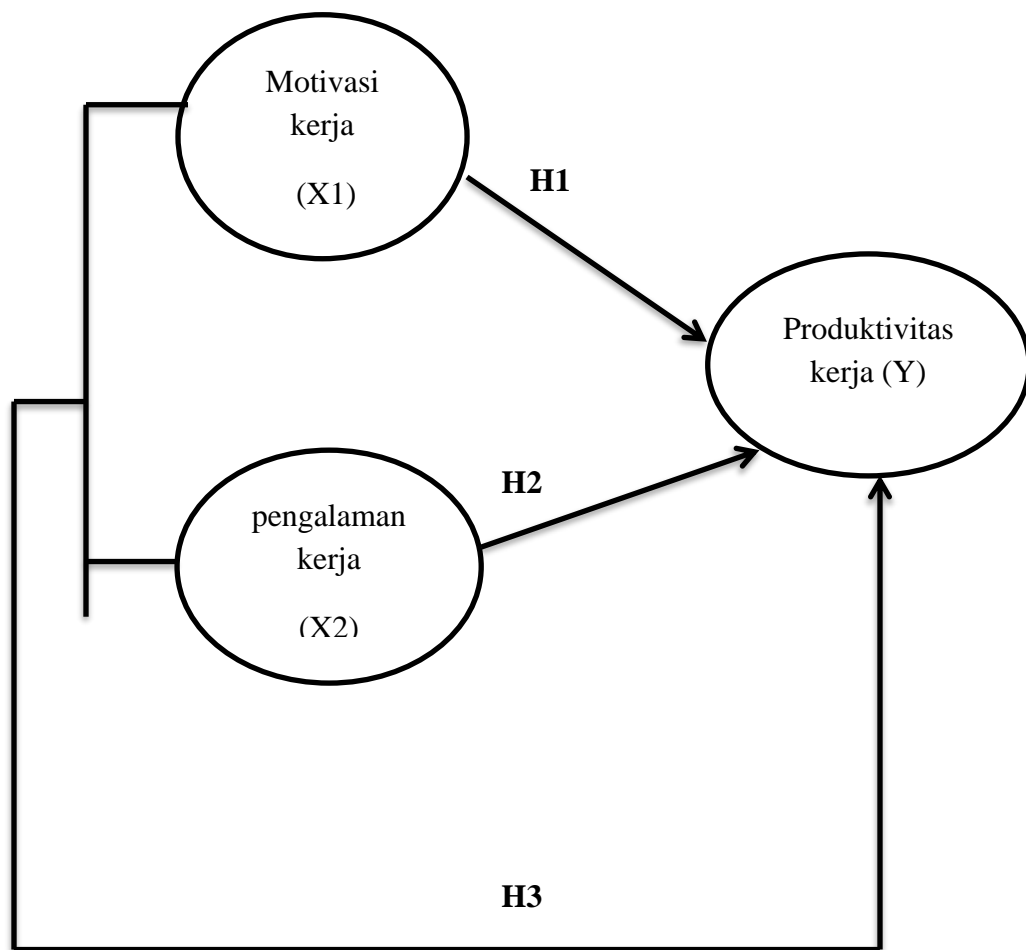 Motivasi
kerja
(X1)
H1
Produktivitas
kerja (Y)
H2
pengalaman
kerja
(X2)
H3